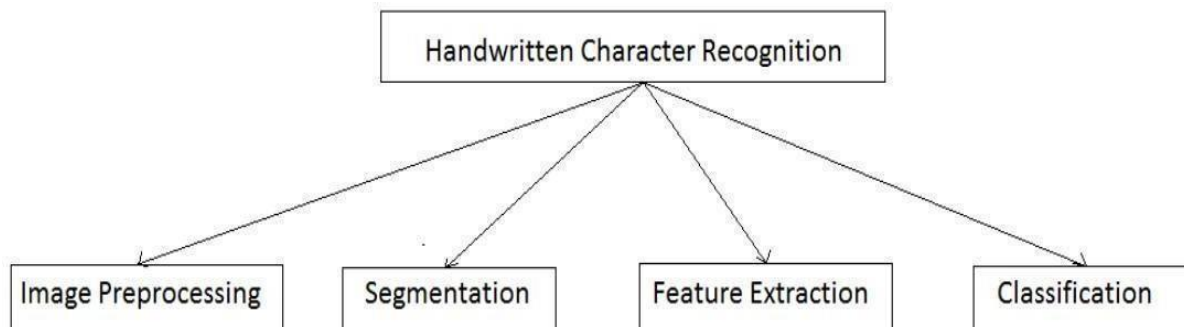 Handwritten Character Recognition
Image Preprocessing
Segmentation
Feature Extraction
Classification